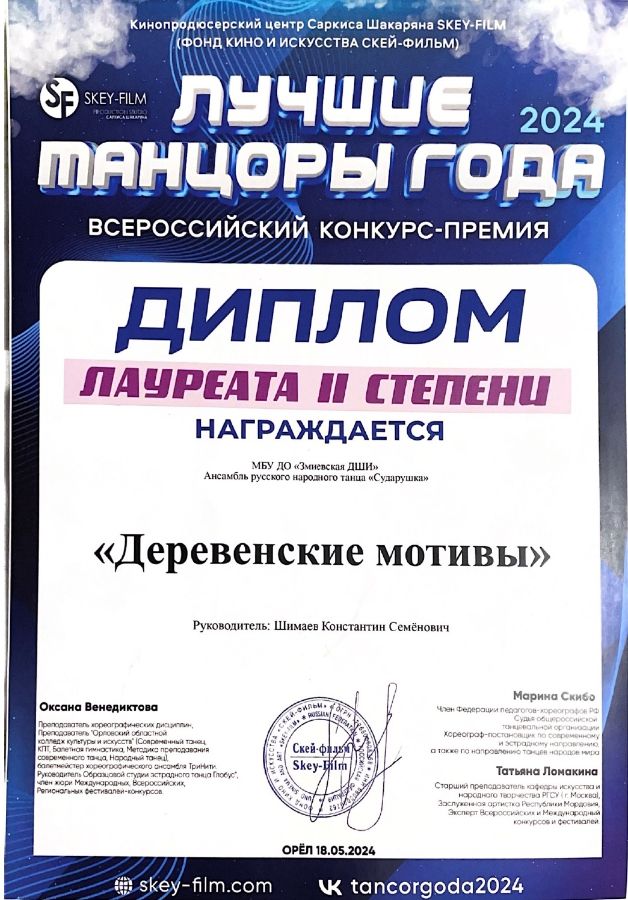 Кинопродюсерский центр Саркиса Шакаряна SKEY-FILM
(ФОНД КИНО И ИСКУССТВА СКЕЙ-ФИЛЬМ)
SF SKEY-FILM
PRODUCTION STUDIO
САРКИСА ШАКАРЯНА
ЛУЧШИЕ
2024
ТАНЦОРЫ ГОДА
ВСЕРОССИЙСКИЙ КОНКУРС-ПРЕМИЯ
ДИПЛОМ
ЛАУРЕАТА II СТЕПЕНИ
НАГРАЖДАЕТСЯ
МБУ ДО «Змиевская ДШИ»
Ансамбль русского народного танца «Сударушка»
«Деревенские мотивы»
Руководитель: Шимаев Константин Семёнович
Оксана Венедиктова
Преподаватель хореографических дисциплин,
Преподаватель "Орловский областной
колледж культуры и искусств" (Современный танец,
КПТ, Балетная гимнастика, Методика преподавания
современного танца, Народный танец),
балетмейстер хореографического ансамбля ТриНити.
Руководитель Образцовой студии эстрадного танца Глобус",
член жюри Международных, Всероссийских,
Региональных фестивалей-конкурсов.
Скей-фильм
Skey-Film
Марина Скибо
Член Федерации педагогов-хореографов РФ
Судья общероссийской
танцевальной организации
Хореограф-постановщик по современному
и эстрадному направлению,
а также по направлению танцев народов мира
Татьяна Ломакина
Старший преподаватель кафедры искусства и
народного творчества РГСУ ( г. Москва),
Заслуженная артистка Республики Мордовия,
Эксперт Всероссийских и Международный
конкурсов и фестивалей.
ОРЁЛ 18.05.2024
skey-film.com
tancorgoda2024